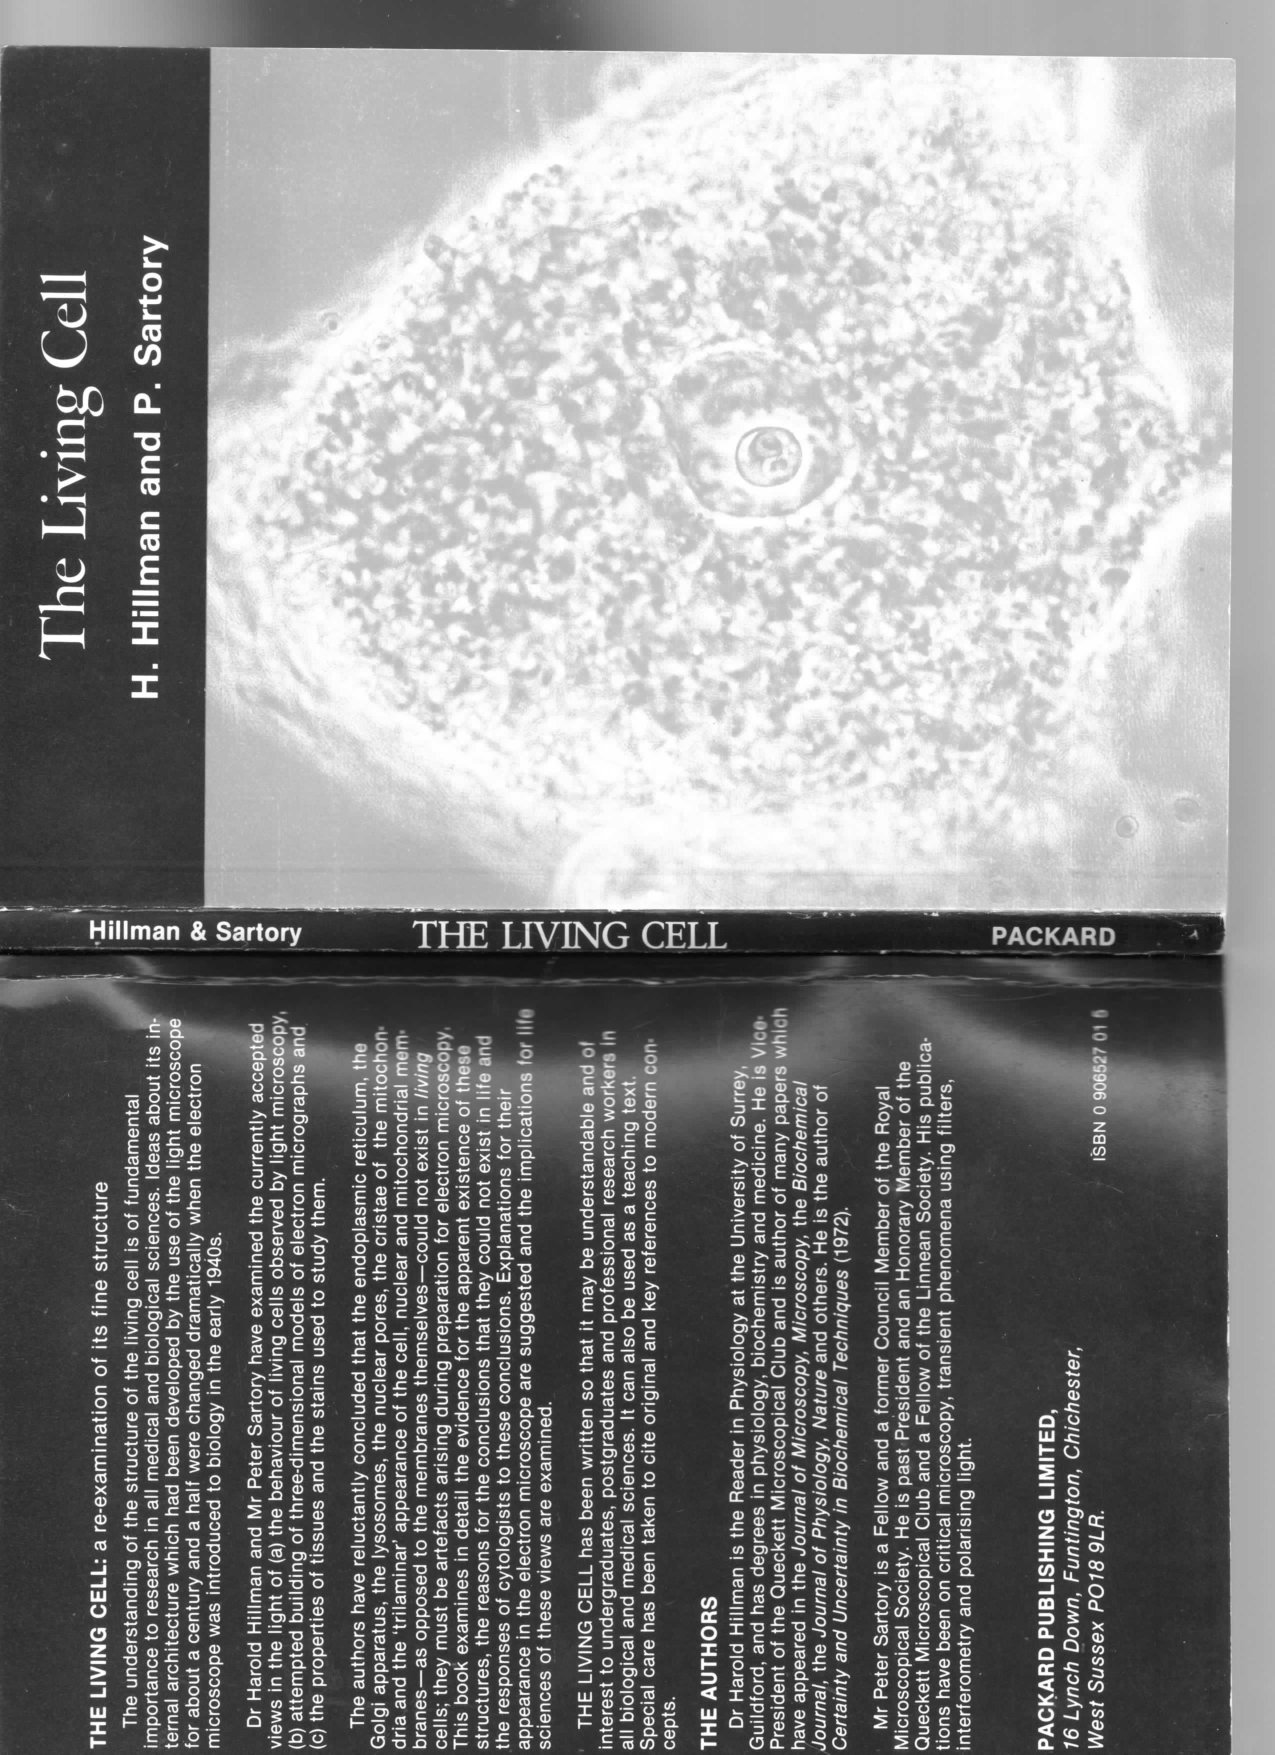 The Living Cell
H. Hillman and P. Sartory
Hillman & Sartory
THE LIVING CELL
PACKARD
THE LIVING CELL: a re-examination of its fine structure
The understanding of the structure of the living cell is of fundamental
importance to research in all medical and biological sciences. Ideas about its in-
ternal architecture which had been developed by the use of the light microscope
for about a century and a half were changed dramatically when the electron
microscope was introduced to biology in the early 1940s.
Dr Harold Hillman and Mr Peter Sartory have examined the currently accepted
views in the light of (a) the behaviour of living cells observed by light microscopy,
(b) attempted building of three-dimensional models of electron micrographs and
(c) the properties of tissues and the stains used to study them.
The authors have reluctantly concluded that the endoplasmic reticulum, the
Golgi apparatus, the lysosomes, the nuclear pores, the cristae of the mitochon-
dria and the 'trilaminar' appearance of the cell, nuclear and mitochondrial mem-
branes—as opposed to the membranes themselves—could not exist in living
cells; they must be artefacts arising during preparation for electron microscopy.
This book examines in detail the evidence for the apparent existence of these
structures, the reasons for the conclusions that they could not exist in life and
the responses of cytologists to these conclusions. Explanations for their
appearance in the electron microscope are suggested and the implications for life
sciences of these views are examined.
THE LIVING CELL has been written so that it may be understandable and of
interest to undergraduates, postgraduates and professional research workers in
all biological and medical sciences. It can also be used as a teaching text.
Special care has been taken to cite original and key references to modern con-
cepts.
THE AUTHORS
Dr Harold Hillman is the Reader in Physiology at the University of Surrey,
Guildford, and has degrees in physiology, biochemistry and medicine. He is Vice-
President of the Queckett Microscopical Club and is author of many papers which
have appeared in the Journal of Microscopy, Microscopy, the Biochemical
Journal, the Journal of Physiology, Nature and others. He is the author of
Certainty and Uncertainty in Biochemical Techniques (1972).
Mr Peter Sartory is a Fellow and a former Council Member of the Royal
Microscopical Society. He is past President and an Honorary Member of the
Queckett Microscopical Club and a Fellow of the Linnean Society. His publica-
tions have been on critical microscopy, transient phenomena using filters,
interferometry and polarising light.
PACKARD PUBLISHING LIMITED,
16 Lynch Down, Funtington, Chichester,
West Sussex PO18 9LR.
ISBN 0 906527 01 6